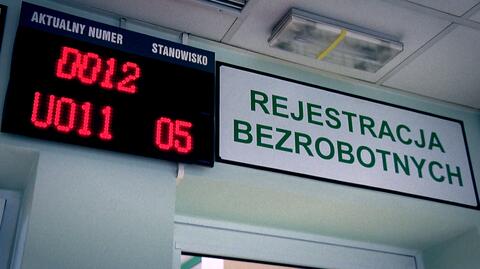 AKTUALNY NUMER STANOWISKO
D012
U011 05
REJESTRACJA
BEZROBOTNYCH